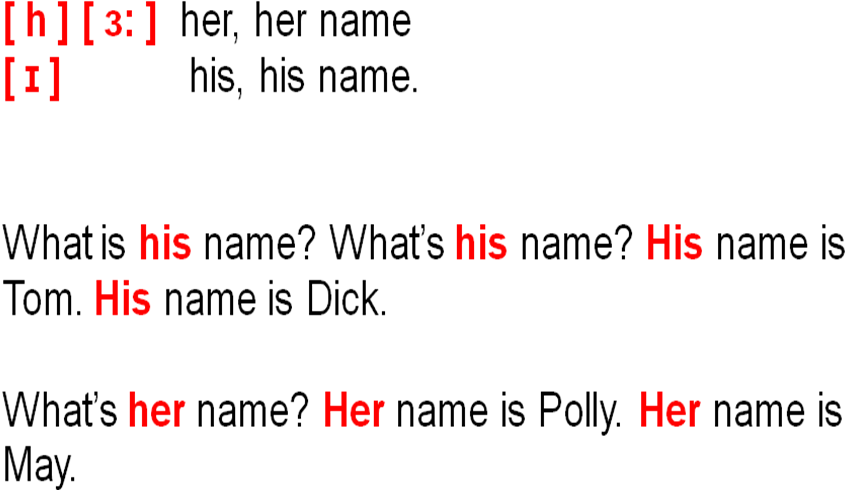 [ h ] [ ɜ: ] her, her name
[ ɪ ] his, his name.
What is his name? What's his name? His name is
Tom. His name is Dick.
What's her name? Her name is Polly. Her name is
May.